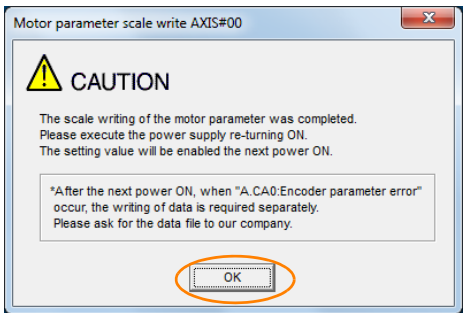 Motor parameter scale write AXIS#00
CAUTION
The scale writing of the motor parameter was completed.
Please execute the power supply re-turning ON.
The setting value will be enabled the next power ON.
*After the next power ON, when "A.CA0:Encoder parameter error"
occur, the writing of data is required separately.
Please ask for the data file to our company.
OK